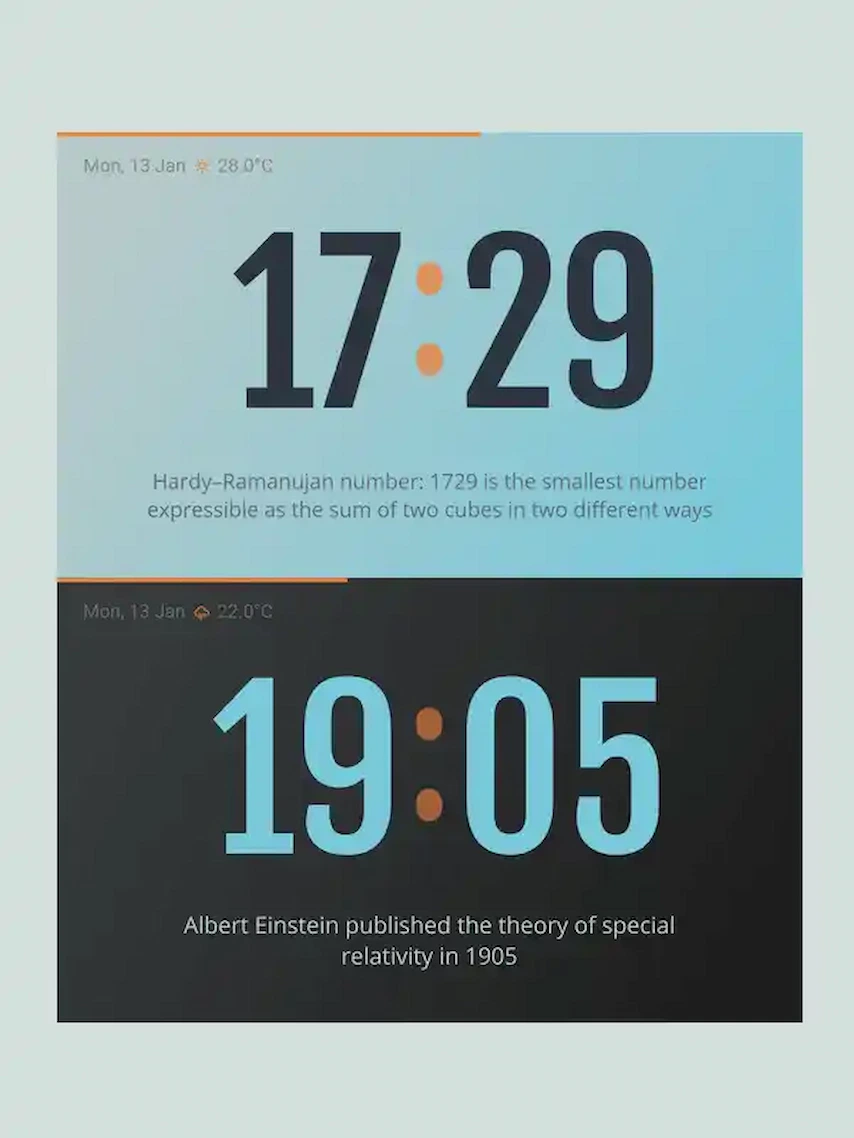 Mon, 13 Jan 28.0°C
17:29
Hardy–Ramanujan number: 1729 is the smallest number
expressible as the sum of two cubes in two different ways
Mon, 13 Jan 22.0°C
19:05
Albert Einstein published the theory of special
relativity in 1905